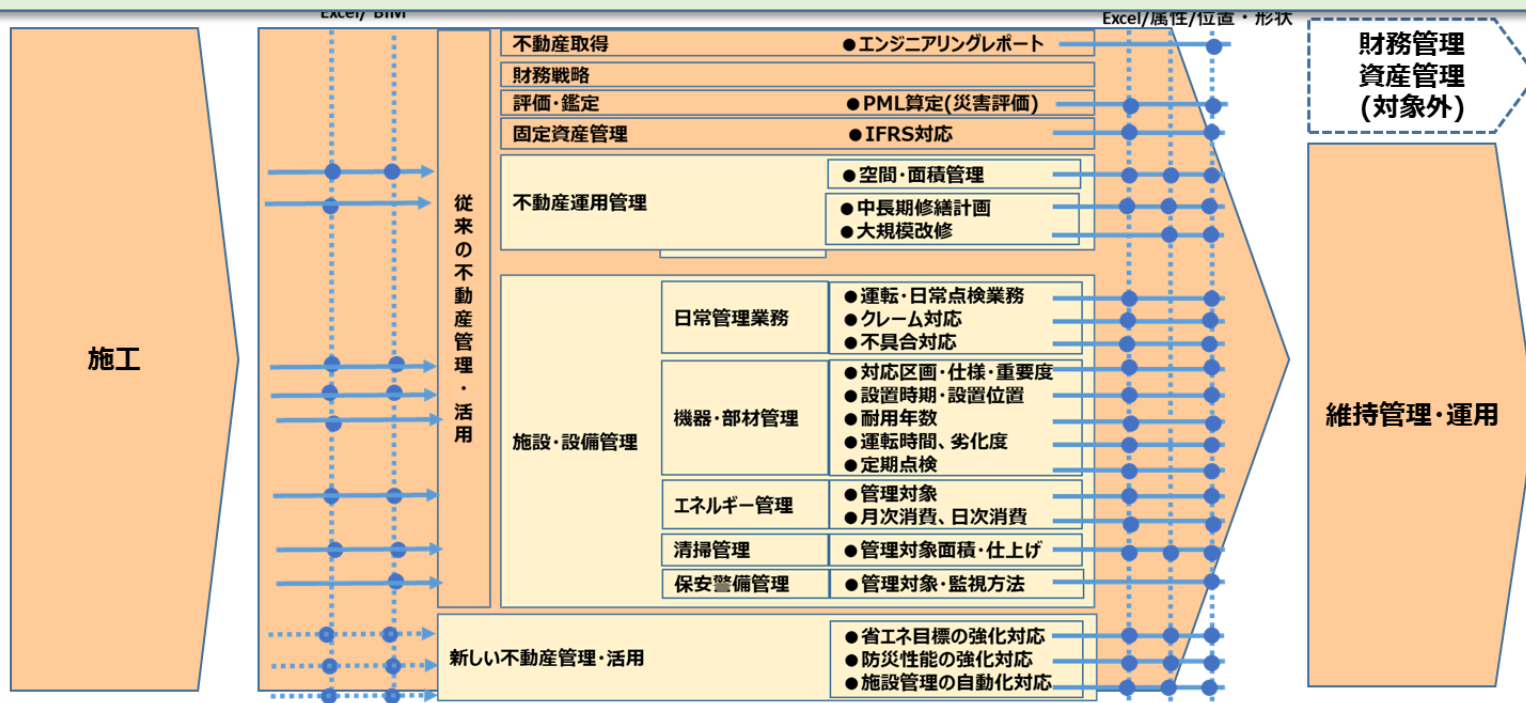 Excel/ BIM
Excel/属性/位置・形状
施工
従来の不動産管理・活用
不動産取得
●エンジニアリングレポート
財務戦略
評価・鑑定
●PML算定(災害評価)
固定資産管理
●IFRS対応
不動産運用管理
●空間・面積管理
●中長期修繕計画
●大規模改修
施設・設備管理
日常管理業務
●運転・日常点検業務
●クレーム対応
●不具合対応
機器・部材管理
●対応区画・仕様・重要度
●設置時期・設置位置
●耐用年数
●運転時間、劣化度
●定期点検
エネルギー管理
●管理対象
●月次消費、日次消費
清掃管理
●管理対象面積・仕上げ
保安警備管理
●管理対象・監視方法
新しい不動産管理・活用
●省エネ目標の強化対応
●防災性能の強化対応
●施設管理の自動化対応
財務管理
資産管理
(対象外)
維持管理・運用